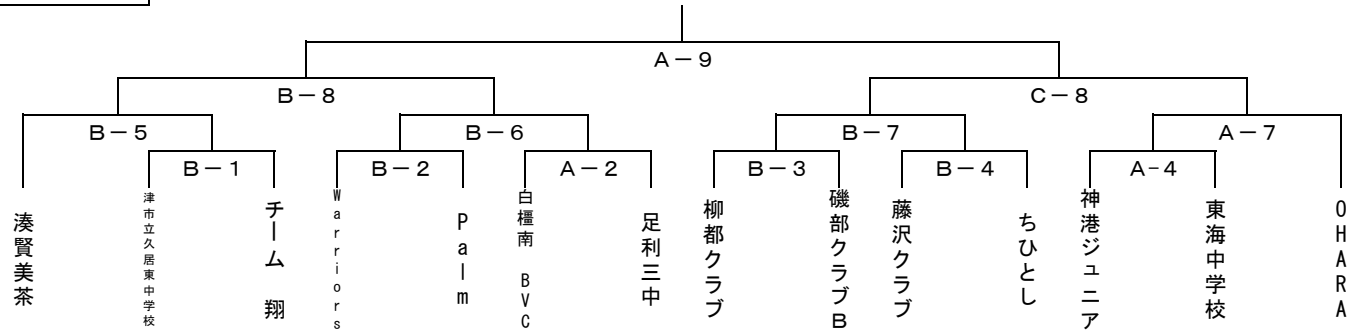 A－9
B－8
C－8
B－5
B－6
B－7
A－7
B－1
B－2
A－2
B－3
B－4
A-4
湊賢美茶
津市立久居東中学校
チーム 翔
Warriors
Palm
白橿南 BVC
足利三中
柳都クラブ
磯部クラブB
藤沢クラブ
ちひとし
神港ジュニア
東海中学校
OHARA